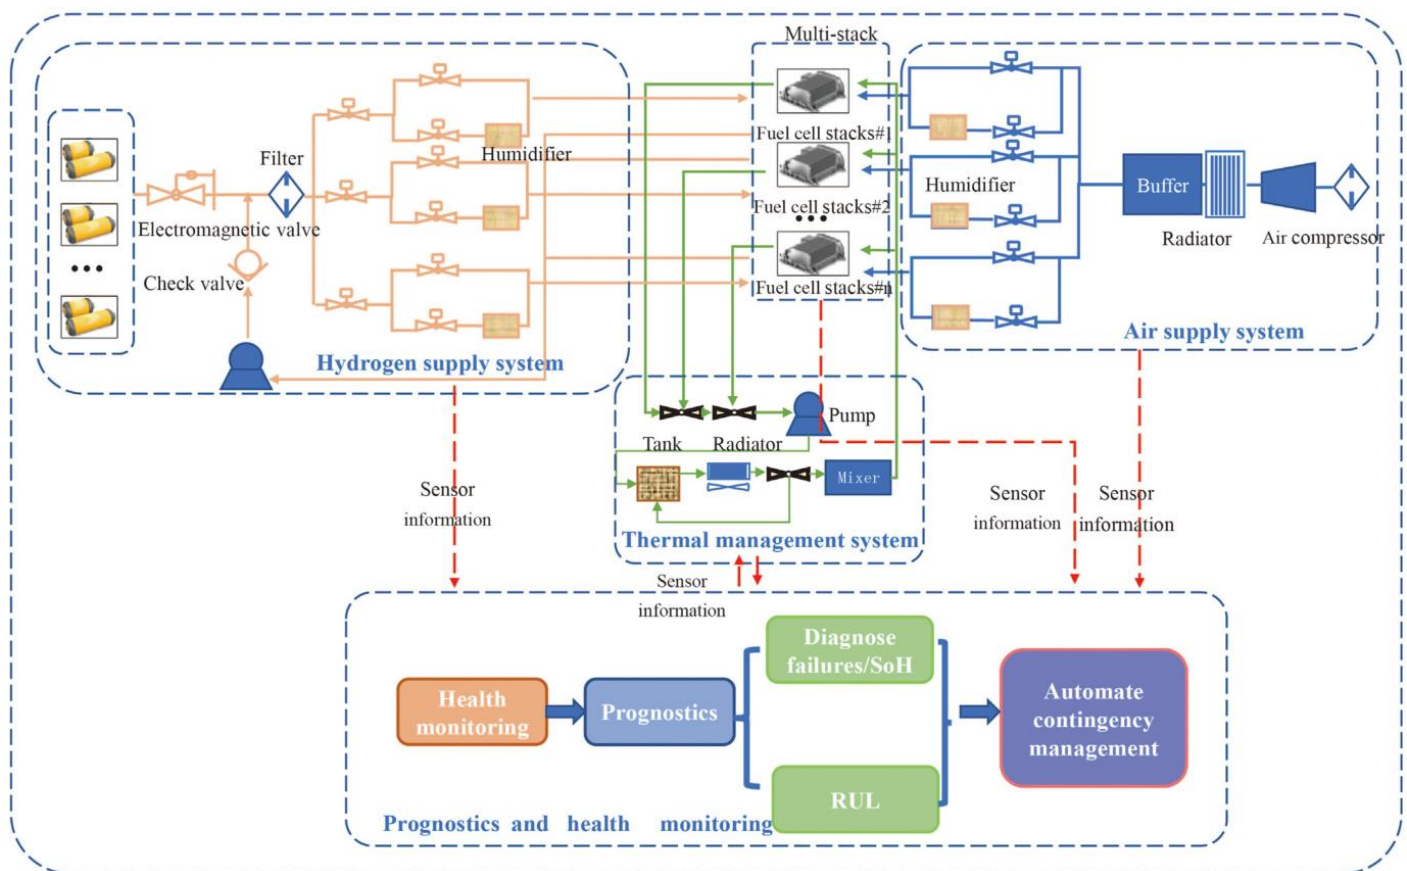 Multi-stack
Fuel cell stacks#1
Filter
Humidifier
Humidifier
Buffer
Fuel cell stacks#2
Electromagnetic valve
Radiator
Air compressor
•••
•••
Check valve
Fuel cell stacks#n
Hydrogen supply system
Air supply system
Pump
Tank
Radiator
Mixer
Sensor
information
Sensor
information
Sensor
information
Thermal management system
Sensor
information
Diagnose
failures/SoH
Health
monitoring
Prognostics
Automate
contingency
management
RUL
Prognostics and health monitoring